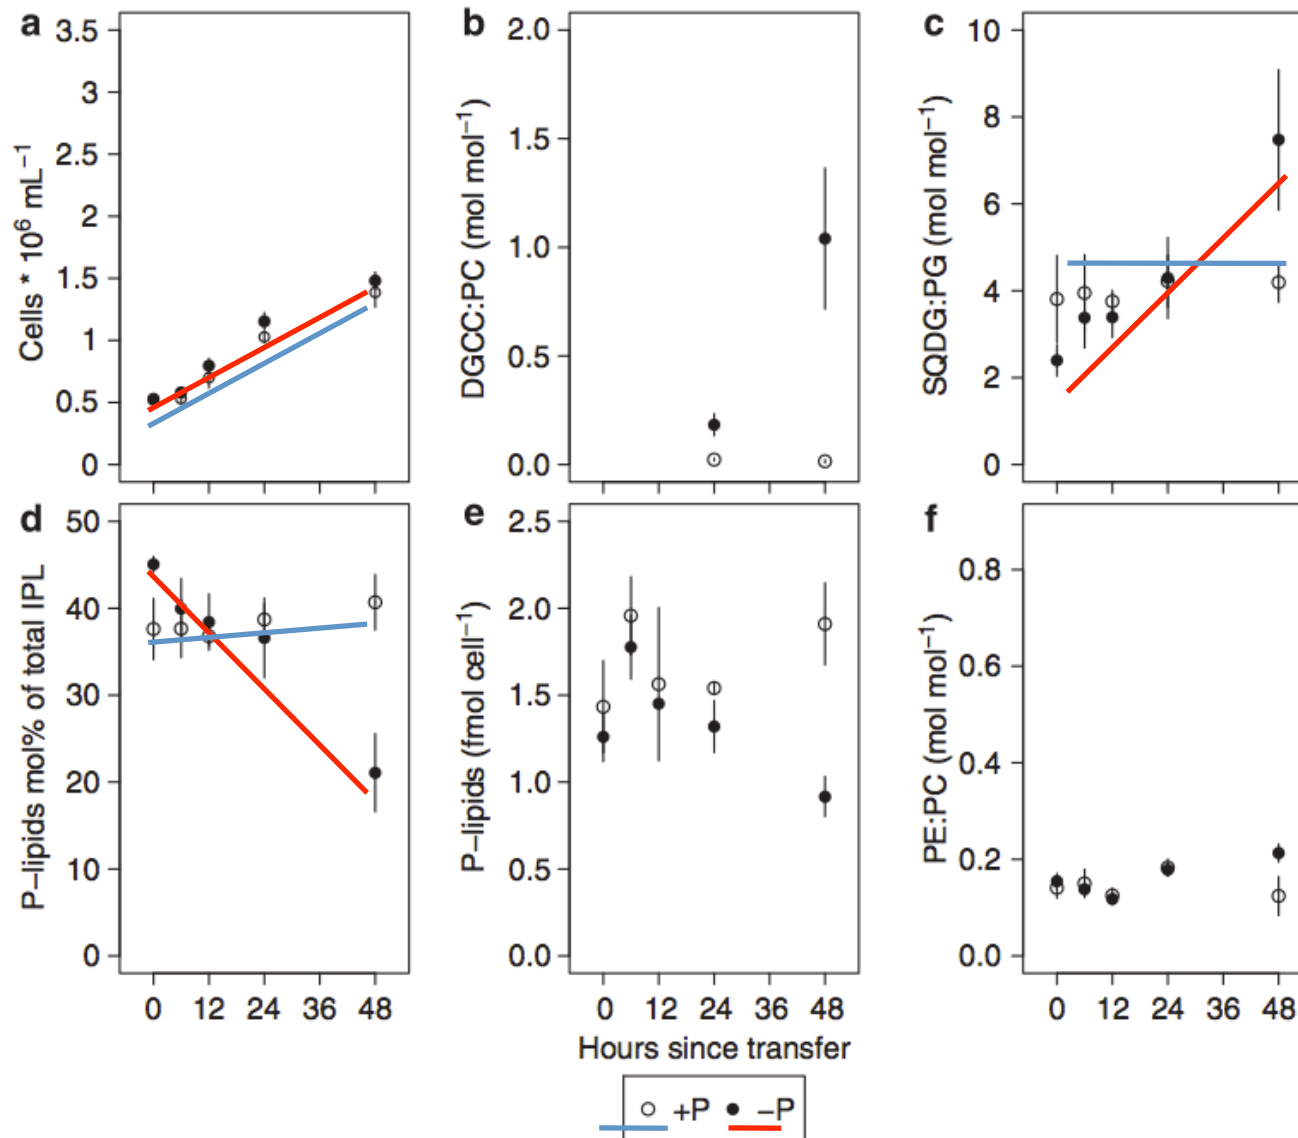 a
3.5
3
2.5
2
1.5
1
0.5
0
Cells * 10⁶ mL⁻¹
b
2.0
1.5
1.0
0.5
0.0
DGCC:PC (mol mol⁻¹)
c
10
8
6
4
2
0
SQDG:PG (mol mol⁻¹)
d
50
40
30
20
10
0
P–lipids mol% of total IPL
0 12 24 36 48
e
2.5
2.0
1.5
1.0
0.5
0.0
P–lipids (fmol cell⁻¹)
0 12 24 36 48
f
0.8
0.6
0.4
0.2
0.0
PE:PC (mol mol⁻¹)
0 12 24 36 48
Hours since transfer
+P –P